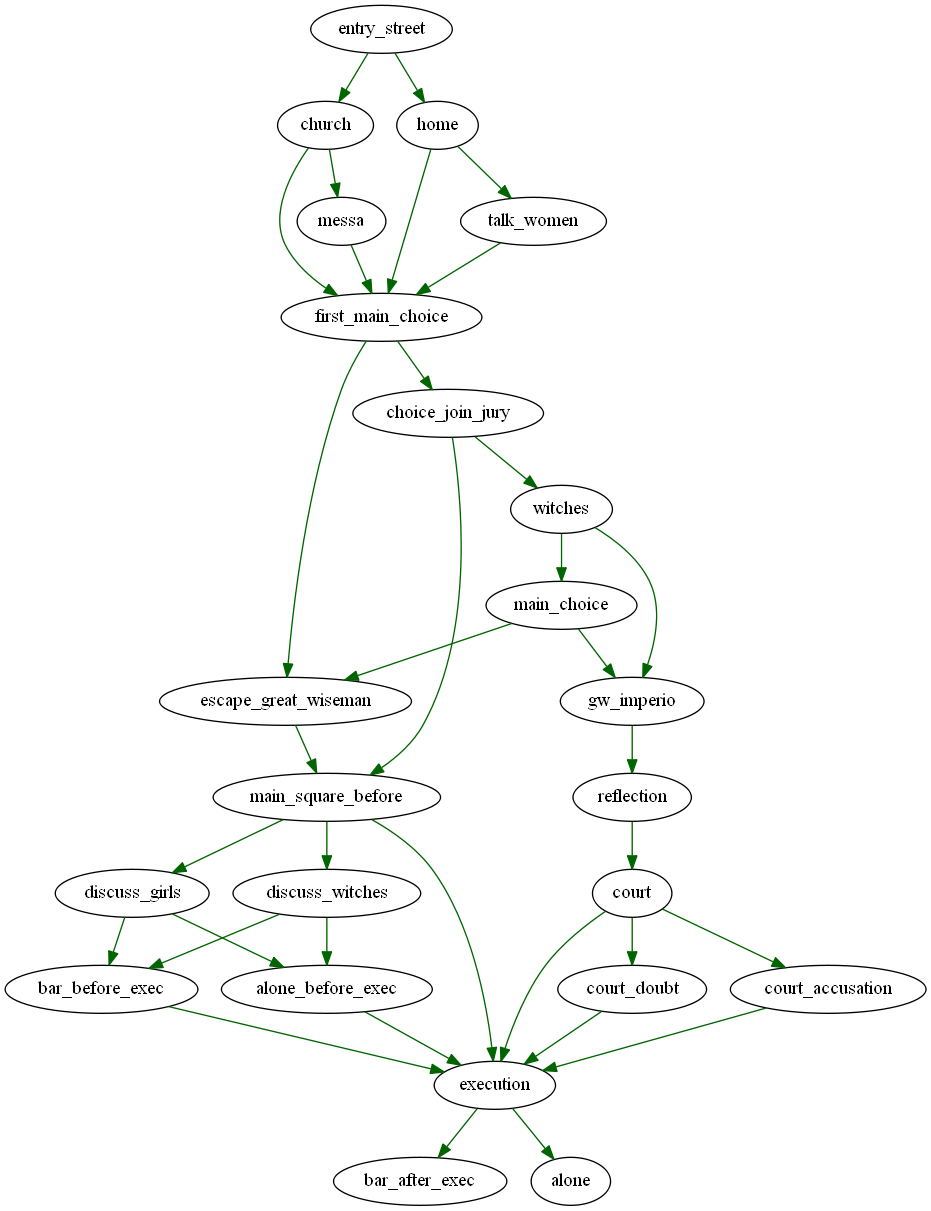 entry_street
church
home
messa
talk_women
first_main_choice
choice_join_jury
witches
main_choice
escape_great_wiseman
gw_imperio
main_square_before
reflection
discuss_girls
discuss_witches
court
bar_before_exec
alone_before_exec
court_doubt
court_accusation
execution
bar_after_exec
alone